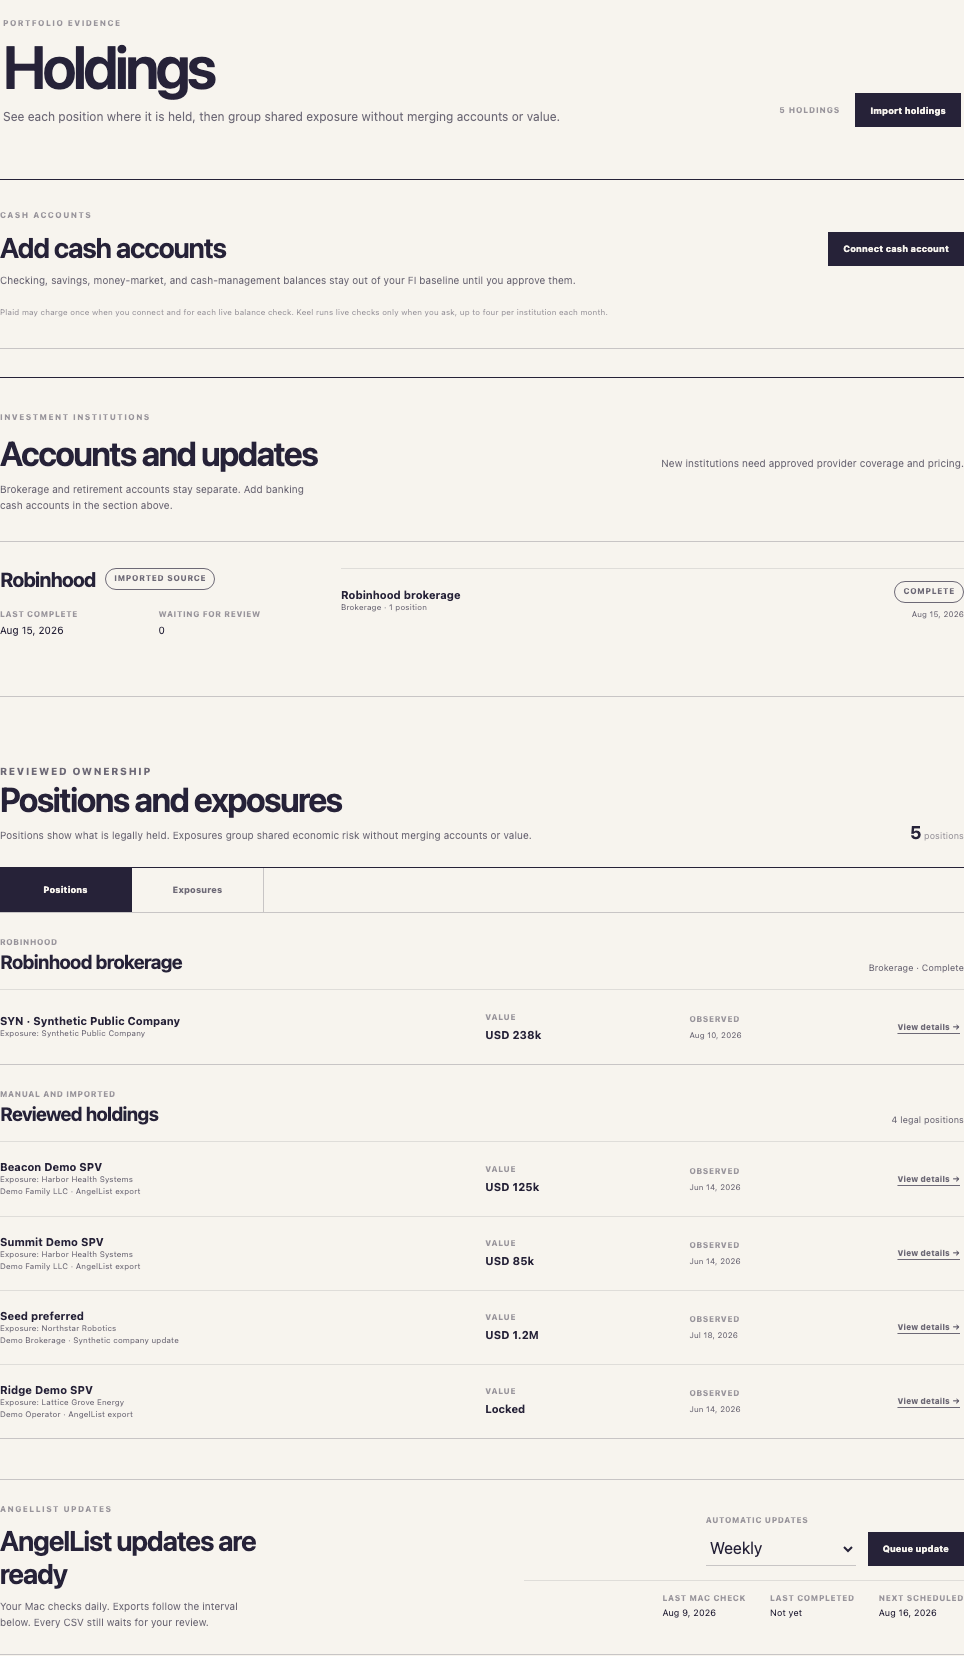 PORTFOLIO EVIDENCE
Holdings
See each position where it is held, then group shared exposure without merging accounts or value.
5 HOLDINGS
Import holdings
CASH ACCOUNTS
Add cash accounts
Connect cash account
Checking, savings, money-market, and cash-management balances stay out of your FI baseline until you approve them.
Plaid may charge once when you connect and for each live balance check. Keel runs live checks only when you ask, up to four per institution each month.
INVESTMENT INSTITUTIONS
Accounts and updates
New institutions need approved provider coverage and pricing.
Brokerage and retirement accounts stay separate. Add banking
cash accounts in the section above.
Robinhood
IMPORTED SOURCE
LAST COMPLETE
Aug 15, 2026
WAITING FOR REVIEW
0
Robinhood brokerage
Brokerage · 1 position
COMPLETE
Aug 15, 2026
REVIEWED OWNERSHIP
Positions and exposures
Positions show what is legally held. Exposures group shared economic risk without merging accounts or value.
5 positions
Positions
Exposures
ROBINHOOD
Robinhood brokerage
Brokerage · Complete
SYN · Synthetic Public Company
Exposure: Synthetic Public Company
VALUE
USD 238k
OBSERVED
Aug 10, 2026
View details →
MANUAL AND IMPORTED
Reviewed holdings
4 legal positions
Beacon Demo SPV
Exposure: Harbor Health Systems
Demo Family LLC · AngelList export
VALUE
USD 125k
OBSERVED
Jun 14, 2026
View details →
Summit Demo SPV
Exposure: Harbor Health Systems
Demo Family LLC · AngelList export
VALUE
USD 85k
OBSERVED
Jun 14, 2026
View details →
Seed preferred
Exposure: Northstar Robotics
Demo Brokerage · Synthetic company update
VALUE
USD 1.2M
OBSERVED
Jul 18, 2026
View details →
Ridge Demo SPV
Exposure: Lattice Grove Energy
Demo Operator · AngelList export
VALUE
Locked
OBSERVED
Jun 14, 2026
View details →
ANGELLIST UPDATES
AngelList updates are
ready
Your Mac checks daily. Exports follow the interval
below. Every CSV still waits for your review.
AUTOMATIC UPDATES
Weekly
Queue update
LAST MAC CHECK
Aug 9, 2026
LAST COMPLETED
Not yet
NEXT SCHEDULED
Aug 16, 2026